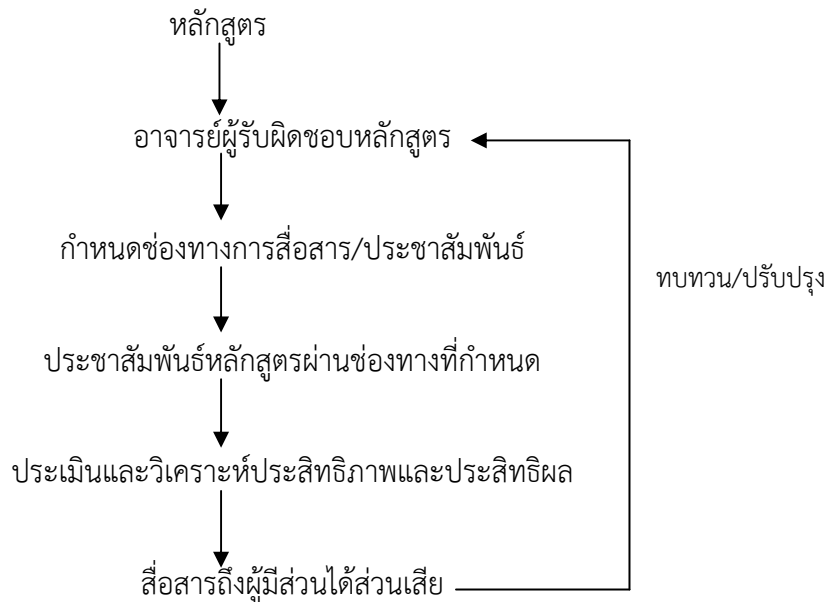 หลักสูตร
อาจารย์ผู้รับผิดชอบหลักสูตร
กำหนดช่องทางการสื่อสาร/ประชาสัมพันธ์
ทบทวน/ปรับปรุง
ประชาสัมพันธ์หลักสูตรผ่านช่องทางที่กำหนด
ประเมินและวิเคราะห์ประสิทธิภาพและประสิทธิผล
สื่อสารถึงผู้มีส่วนได้ส่วนเสีย